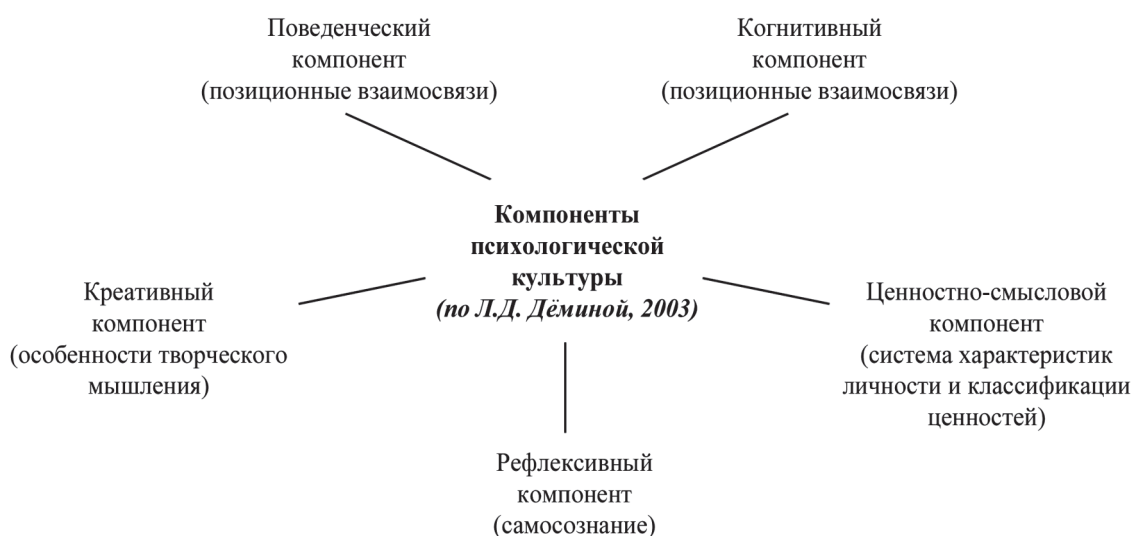 Поведенческий
компонент
(позиционные взаимосвязи)
Когнитивный
компонент
(позиционные взаимосвязи)
Компоненты
психологической
культуры
(по Л.Д. Дёминой, 2003)
Креативный
компонент
(особенности творческого
мышления)
Ценностно-смысловой
компонент
(система характеристик
личности и классификации
ценностей)
Рефлексивный
компонент
(самосознание)